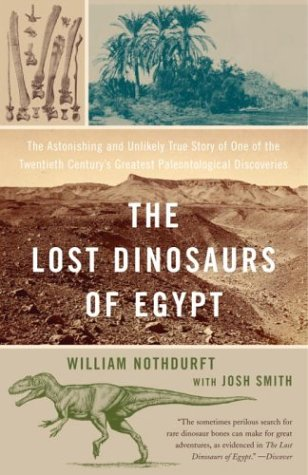 The Astonishing and Unlikely True Story of One of the
Twentieth Century's Greatest Paleontological Discoveries
THE
LOST DINOSAURS
OF EGYPT
WILLIAM NOTHDURFT
WITH JOSH SMITH
"The sometimes perilous search for
rare dinosaur bones can make for great
adventures, as evidenced in The Lost
Dinosaurs of Egypt." —Discover